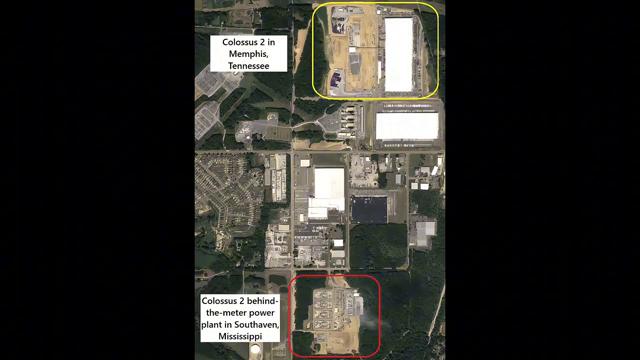 Colossus 2 in
Memphis,
Tennessee
Colossus 2 behind-
the-meter power
plant in Southaven,
Mississippi